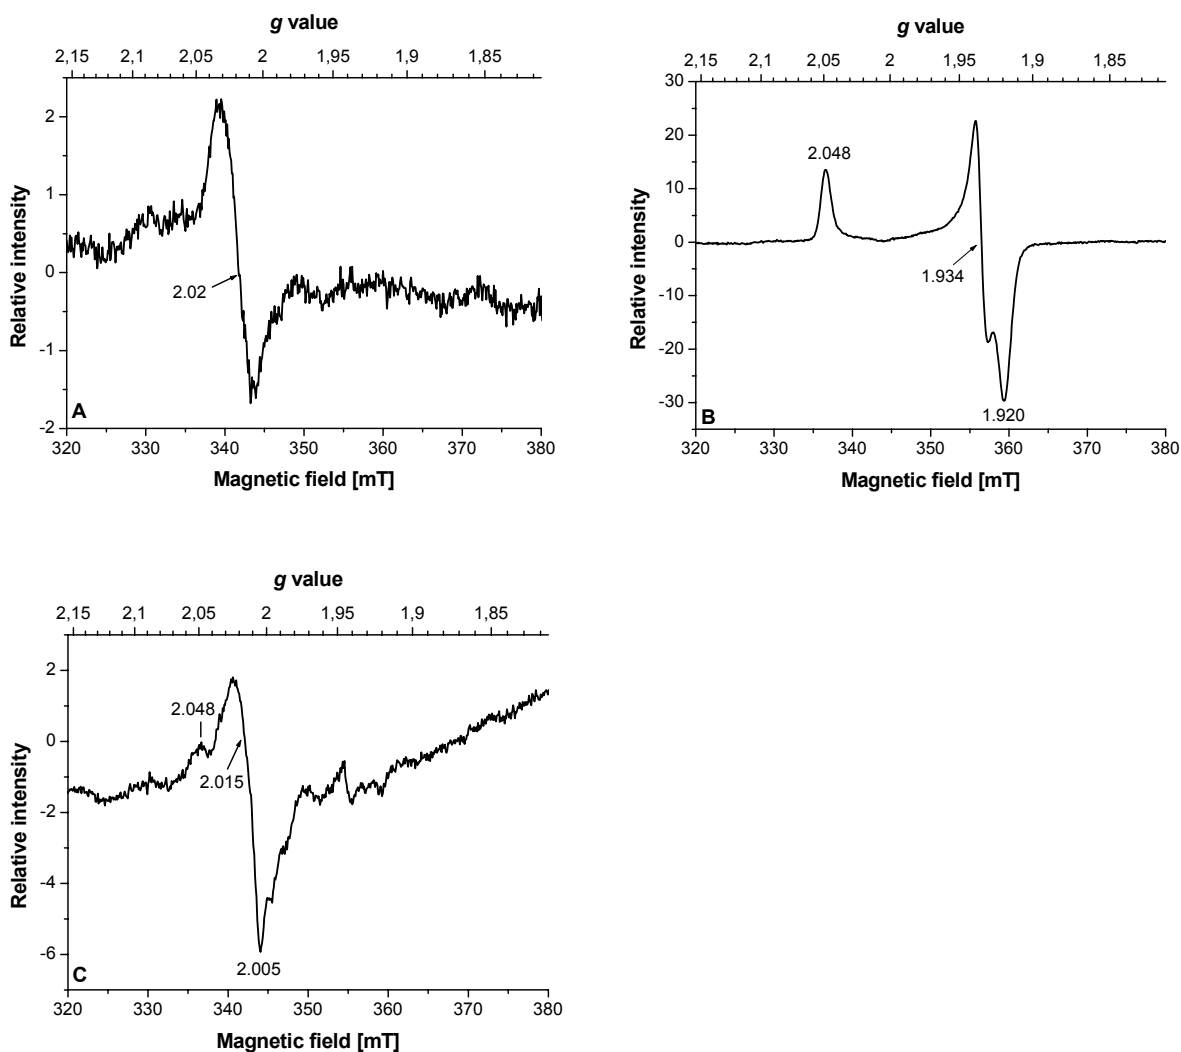 g value
2,15 2,1 2,05 2 1,95 1,9 1,85
2
1
0
-1
-2
Relative intensity
2.02
A
320 330 340 350 360 370 380
Magnetic field [mT]
g value
2,15 2,1 2,05 2 1,95 1,9 1,85
30
20
10
0
-10
-20
-30
Relative intensity
2.048
1.934
1.920
B
320 330 340 350 360 370 380
Magnetic field [mT]
g value
2,15 2,1 2,05 2 1,95 1,9 1,85
2
0
-2
-4
-6
Relative intensity
2.048
2.015
2.005
C
320 330 340 350 360 370 380
Magnetic field [mT]